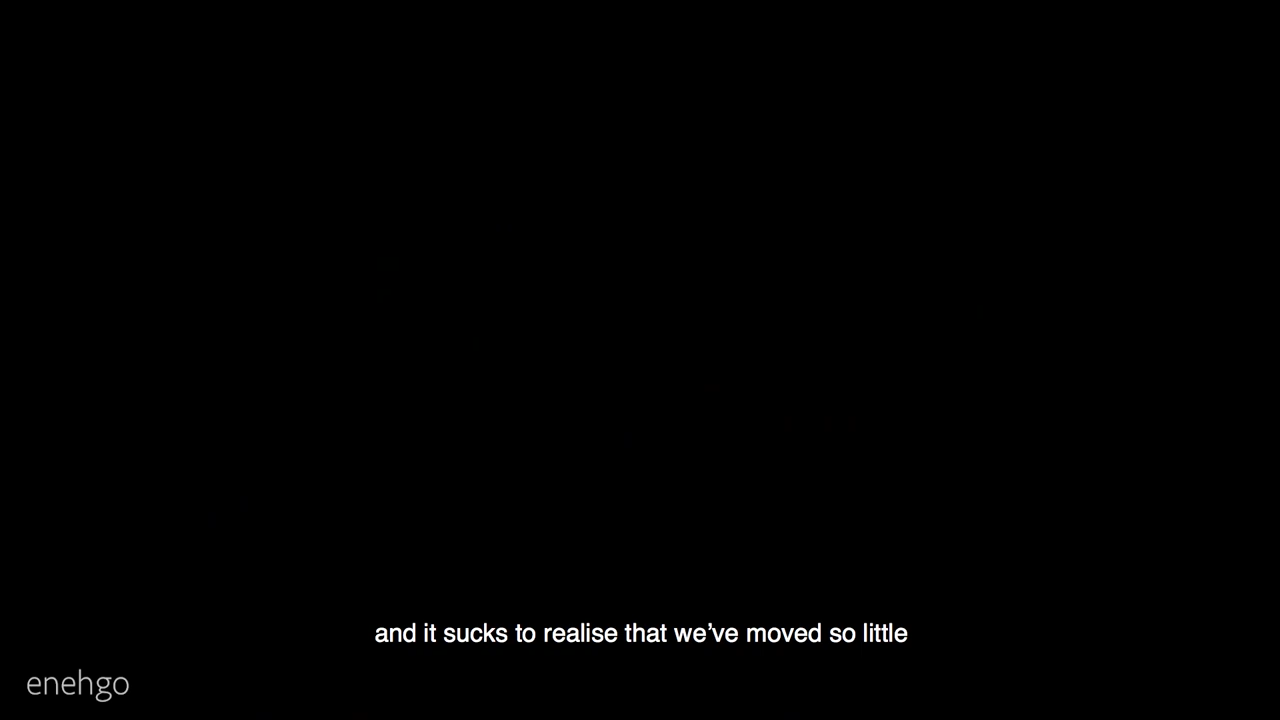 and it sucks to realise that we’ve moved so little
enehgo